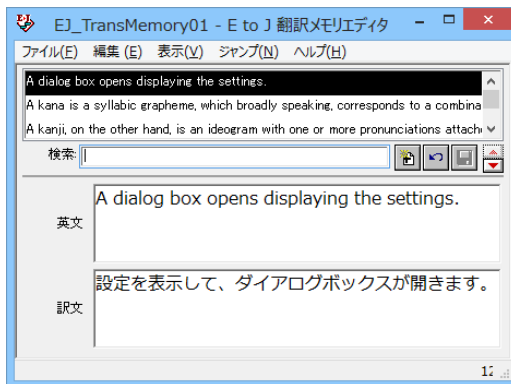 EJ_TransMemory01 - E to J 翻訳メモリエディタ
ファイル(F) 編集(E) 表示(V) ジャンプ(N) ヘルプ(H)
A dialog box opens displaying the settings.
A kana is a syllabic grapheme, which broadly speaking, corresponds to a combina
A kanji, on the other hand, is an ideogram with one or more pronunciations attach
検索:
英文
A dialog box opens displaying the settings.
訳文
設定を表示して、ダイアログボックスが開きます。
12